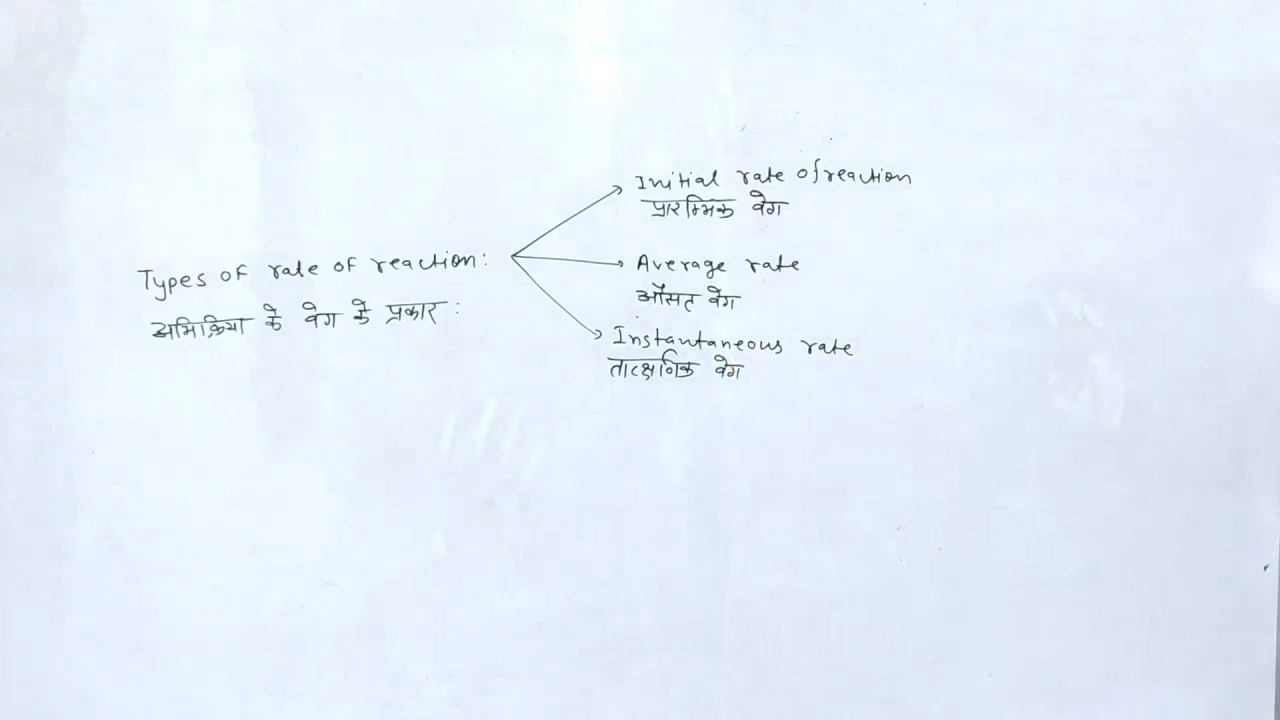 Types of rate of reaction:
अभिक्रिया के वेग के प्रकार :
Initial rate of reaction
प्रारम्भिक वेग
Average rate
औसत वेग
Instantaneous rate
तात्क्षणिक वेग